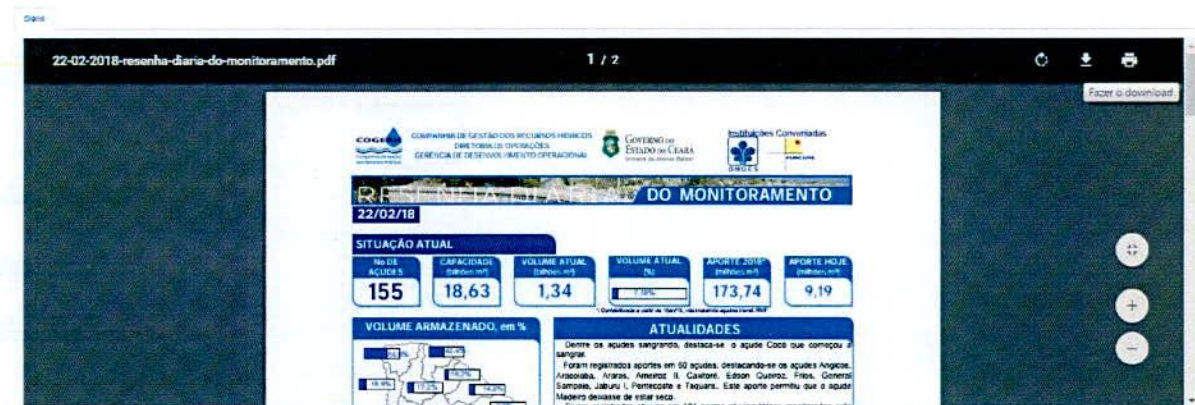 22-02-2018-resenha-diaria-do-monitoramento.pdf
1 / 2
Fazer o download
COMPANHIA DE GESTÃO DOS RECURSOS HÍDRICOS
DIRETORIA DE OPERAÇÕES
GERÊNCIA DE DESENVOLVIMENTO OPERACIONAL
GOVERNO DO
ESTADO DO CEARÁ
Instituições Conveniadas
DNOCS
FUNCEME
RESENHA DIÁRIA DO MONITORAMENTO
22/02/18
SITUAÇÃO ATUAL
No DE AÇUDES
155
CAPACIDADE (bilhões m³)
18,63
VOLUME ATUAL (bilhões m³)
1,34
VOLUME ATUAL (%)
APORTE 2018* (milhões m³)
173,74
APORTE HOJE (milhões m³)
9,19
VOLUME ARMAZENADO, em %
ATUALIDADES
Dentre os açudes sangrando, destaca-se o açude Cocó que começou a
sangrar.
Foram registrados aportes em 60 açudes, destacando-se os açudes Angicos,
Aracoiaba, Araras, Arneiroz II, Caxitoré, Edson Queiroz, Frios, General
Sampaio, Jaburu I, Pentecoste e Taquara. Este aporte permitiu que o açude
Madeiro deixasse de estar seco.
17,2%